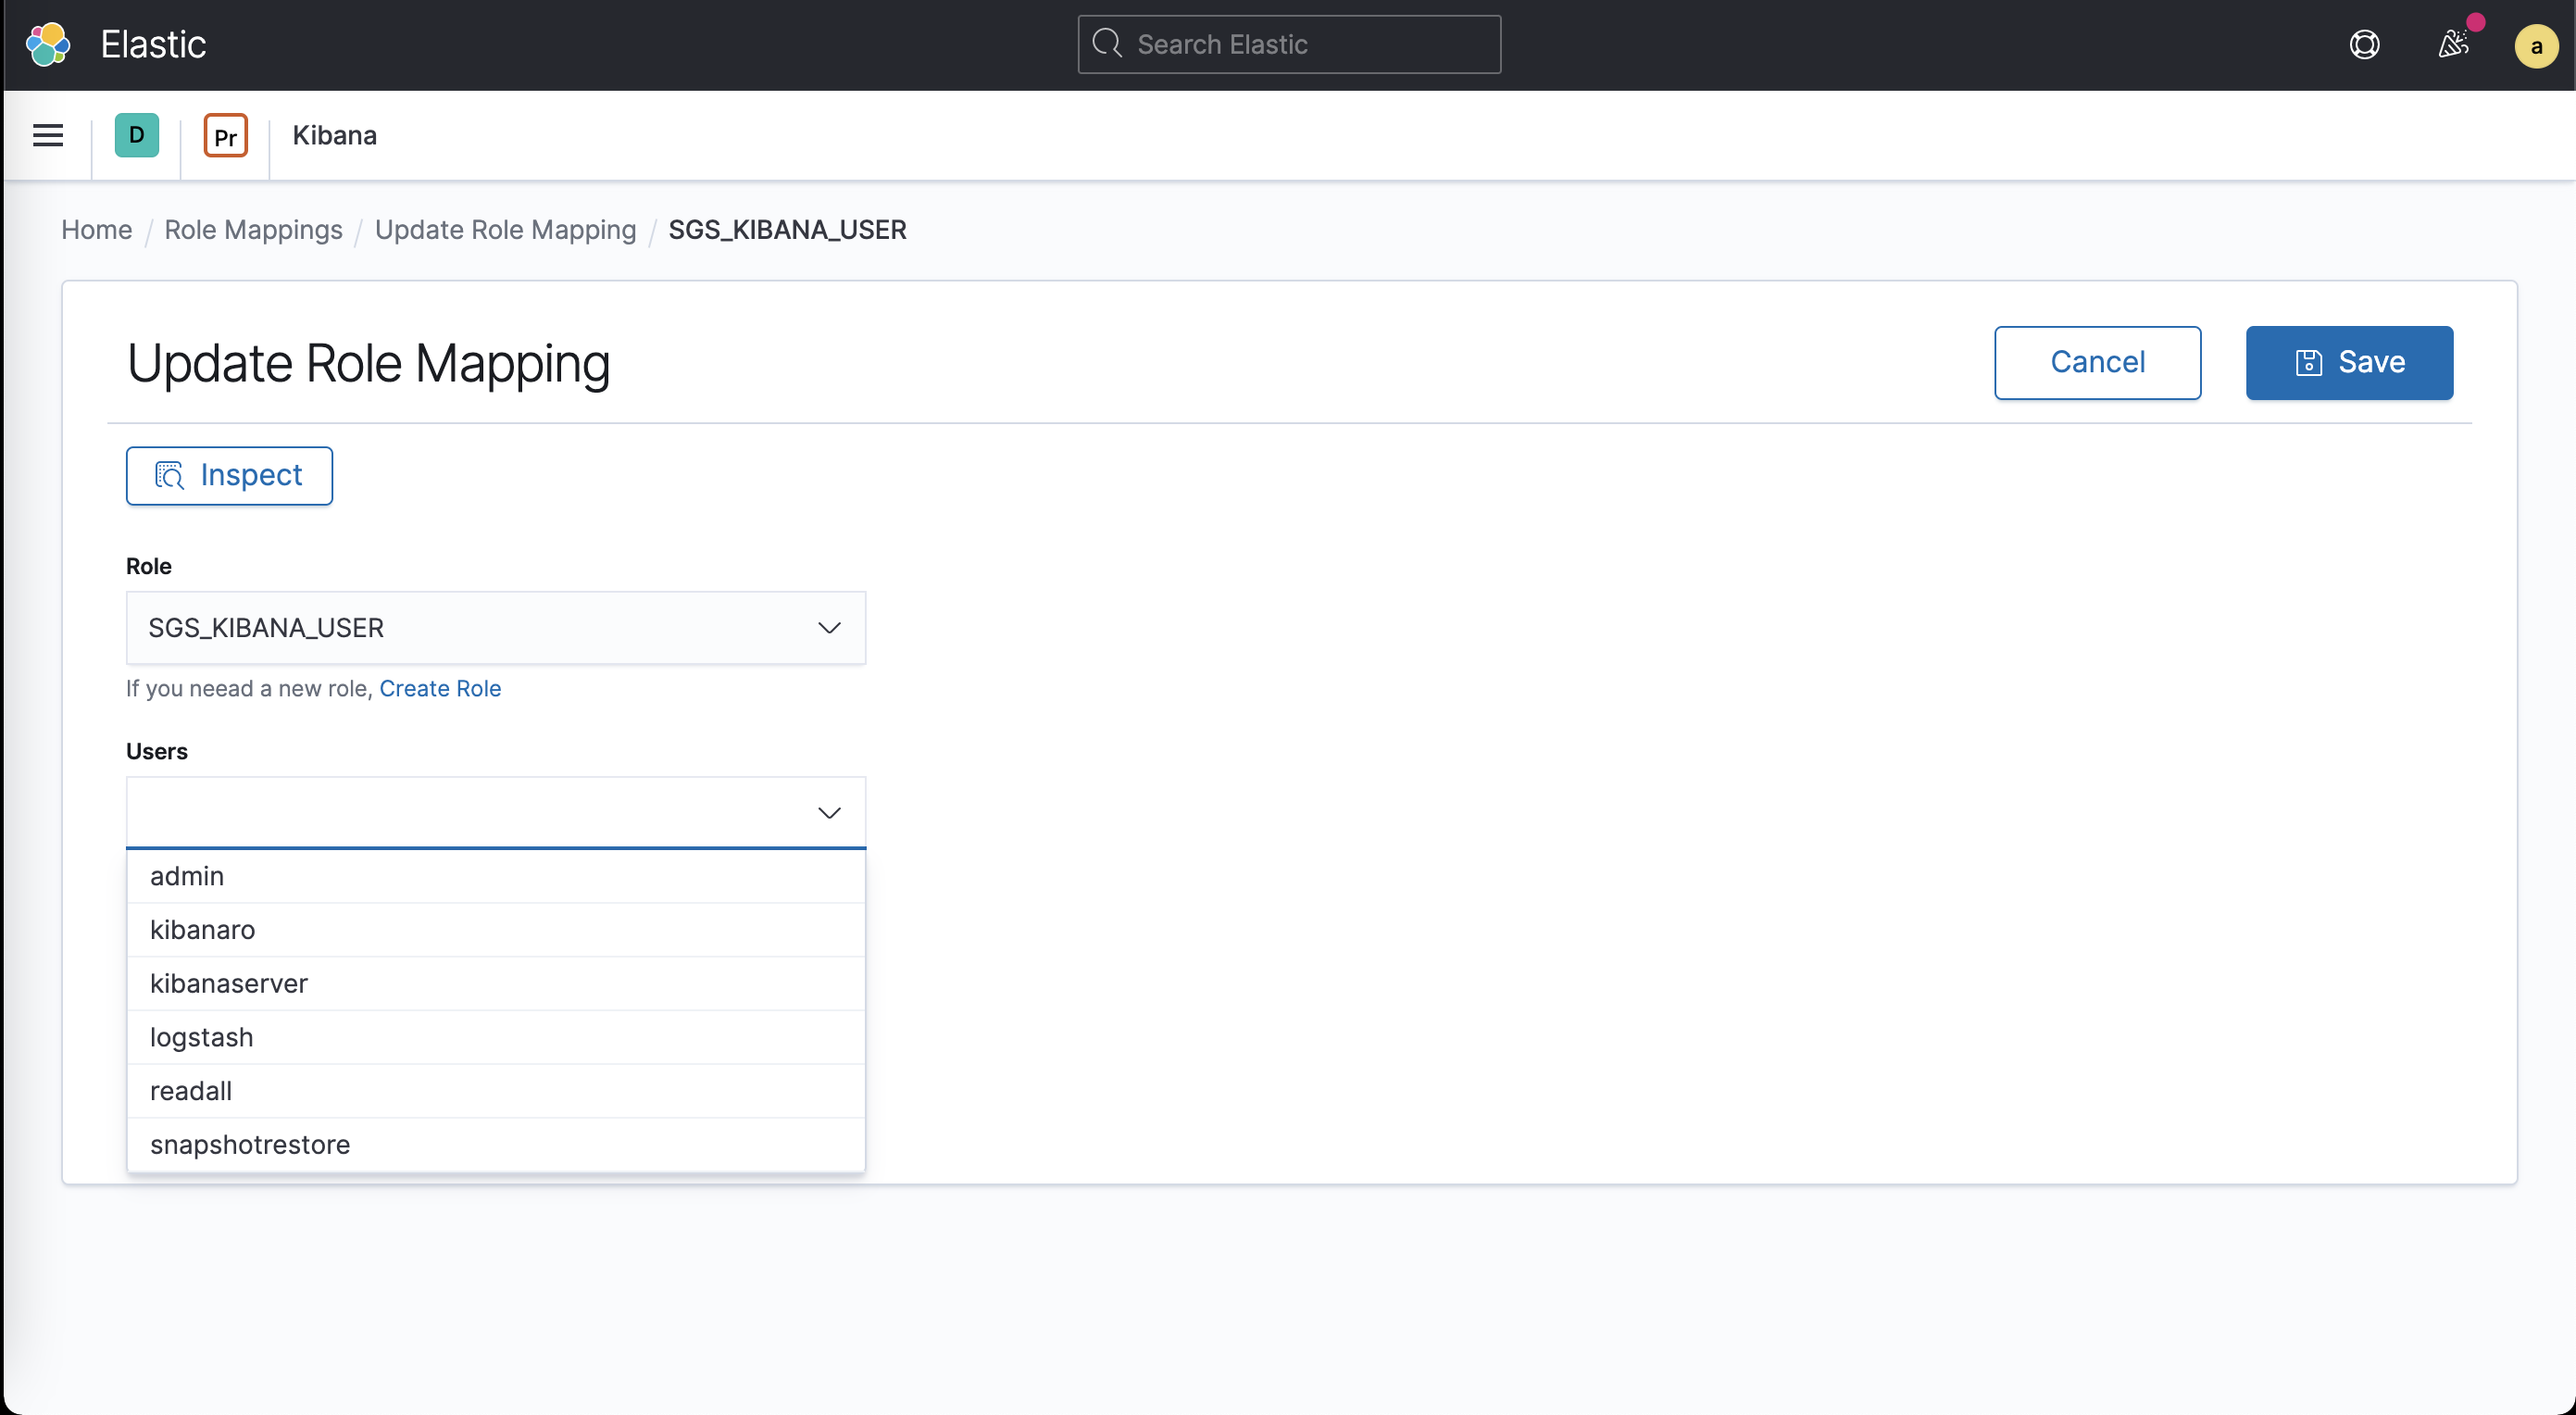 Elastic
Search Elastic
a
D
Pr
Kibana
Home / Role Mappings / Update Role Mapping / SGS_KIBANA_USER
Update Role Mapping
Cancel
Save
Inspect
Role
SGS_KIBANA_USER
If you neead a new role, Create Role
Users
admin
kibanaro
kibanaserver
logstash
readall
snapshotrestore